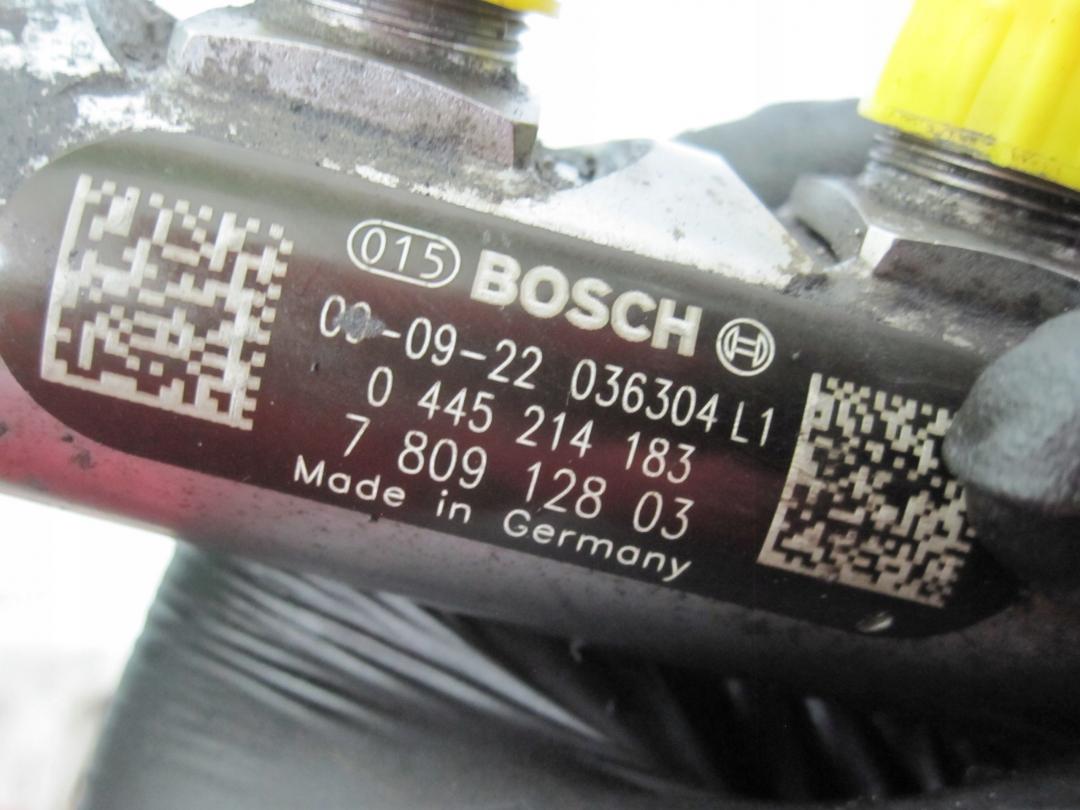 015 BOSCH
-09-22 036304 L1
0 445 214 183
7 809 128 03
Made in Germany